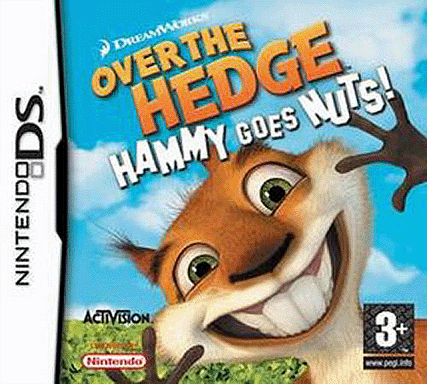 DREAMWORKS
OVER THE
HEDGE
HAMMY GOES NUTS!
NINTENDO DS
ACTIVISION
Nintendo
3+
www.pegi.info